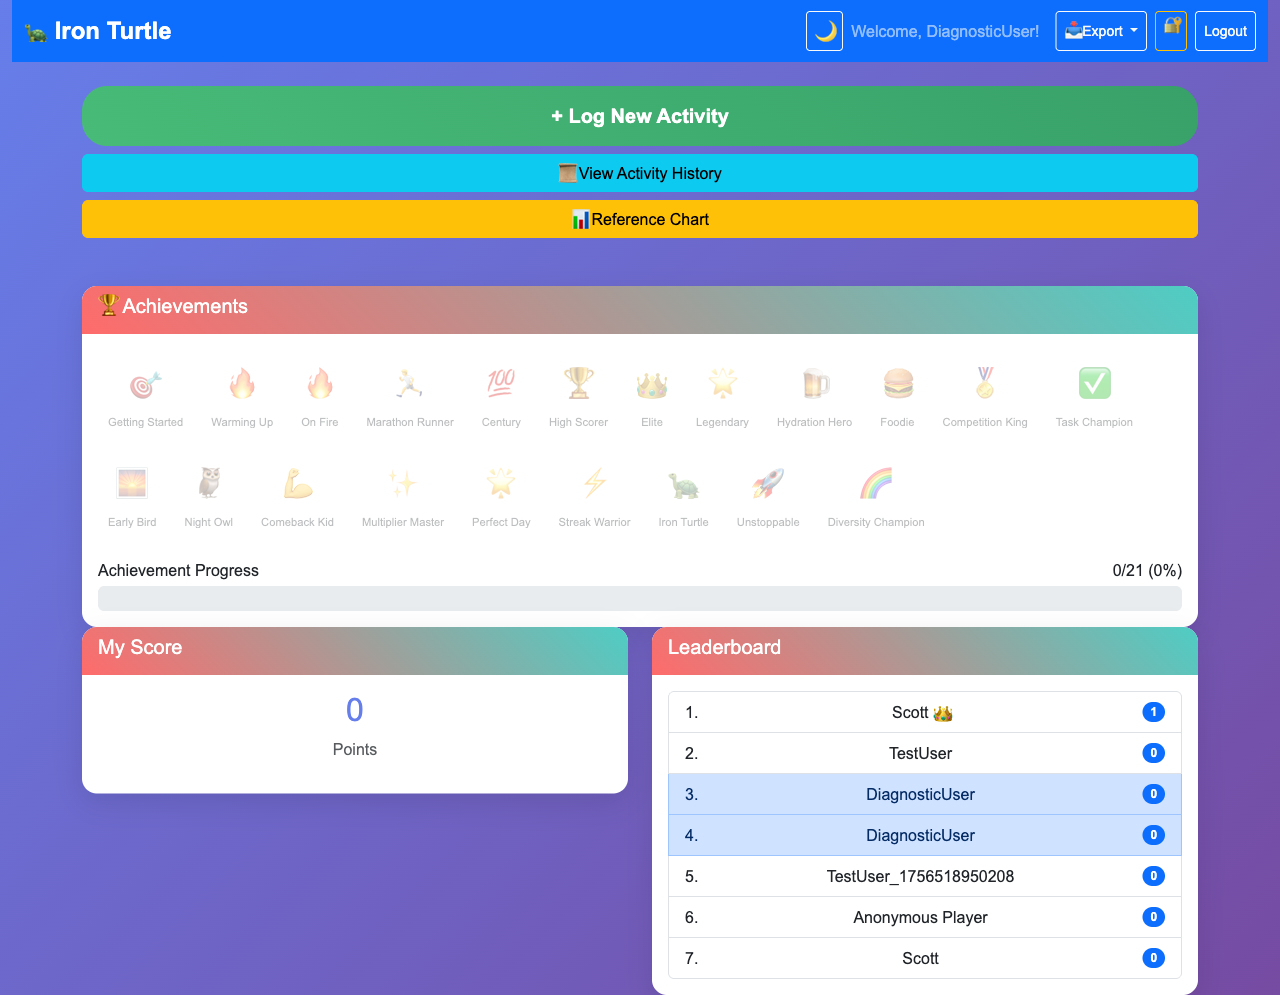 🐢 Iron Turtle
🌙 Welcome, DiagnosticUser! 📤Export 🔐 Logout
+ Log New Activity
📜View Activity History
📊Reference Chart
🏆Achievements
Getting Started Warming Up On Fire Marathon Runner Century High Scorer Elite Legendary Hydration Hero Foodie Competition King Task Champion
Early Bird Night Owl Comeback Kid Multiplier Master Perfect Day Streak Warrior Iron Turtle Unstoppable Diversity Champion
Achievement Progress 0/21 (0%)
My Score
0
Points
Leaderboard
1. Scott 👑 1
2. TestUser 0
3. DiagnosticUser 0
4. DiagnosticUser 0
5. TestUser_1756518950208 0
6. Anonymous Player 0
7. Scott 0